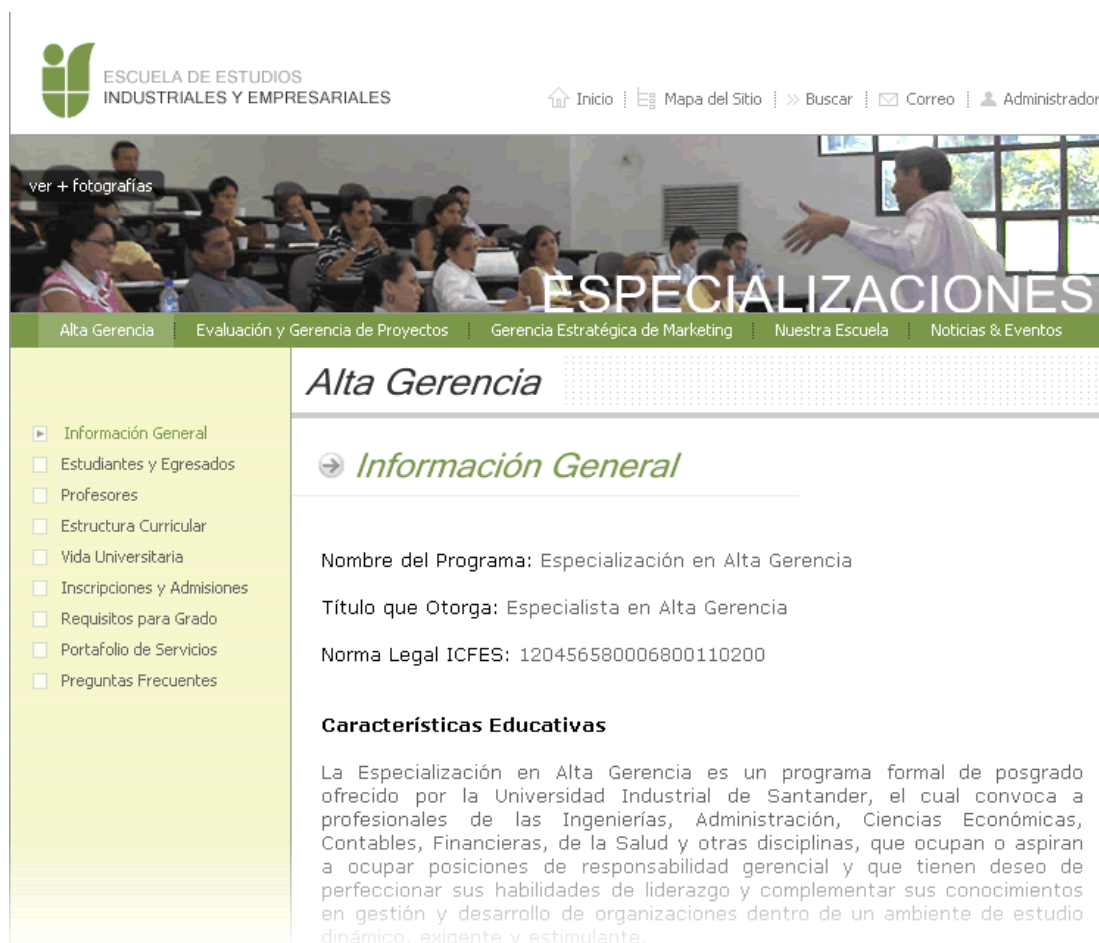 ESCUELA DE ESTUDIOS
INDUSTRIALES Y EMPRESARIALES
Inicio
Mapa del Sitio
Buscar
Correo
Administrador
ver + fotografías
ESPECIALIZACIONES
Alta Gerencia
Evaluación y Gerencia de Proyectos
Gerencia Estratégica de Marketing
Nuestra Escuela
Noticias & Eventos
Información General
Estudiantes y Egresados
Profesores
Estructura Curricular
Vida Universitaria
Inscripciones y Admisiones
Requisitos para Grado
Portafolio de Servicios
Preguntas Frecuentes
Alta Gerencia
Información General
Nombre del Programa: Especialización en Alta Gerencia
Título que Otorga: Especialista en Alta Gerencia
Norma Legal ICFES: 120456580006800110200
Características Educativas
La Especialización en Alta Gerencia es un programa formal de posgrado
ofrecido por la Universidad Industrial de Santander, el cual convoca a
profesionales de las Ingenierías, Administración, Ciencias Económicas,
Contables, Financieras, de la Salud y otras disciplinas, que ocupan o aspiran
a ocupar posiciones de responsabilidad gerencial y que tienen deseo de
perfeccionar sus habilidades de liderazgo y complementar sus conocimientos
en gestión y desarrollo de organizaciones dentro de un ambiente de estudio
dinámico, exigente y estimulante.